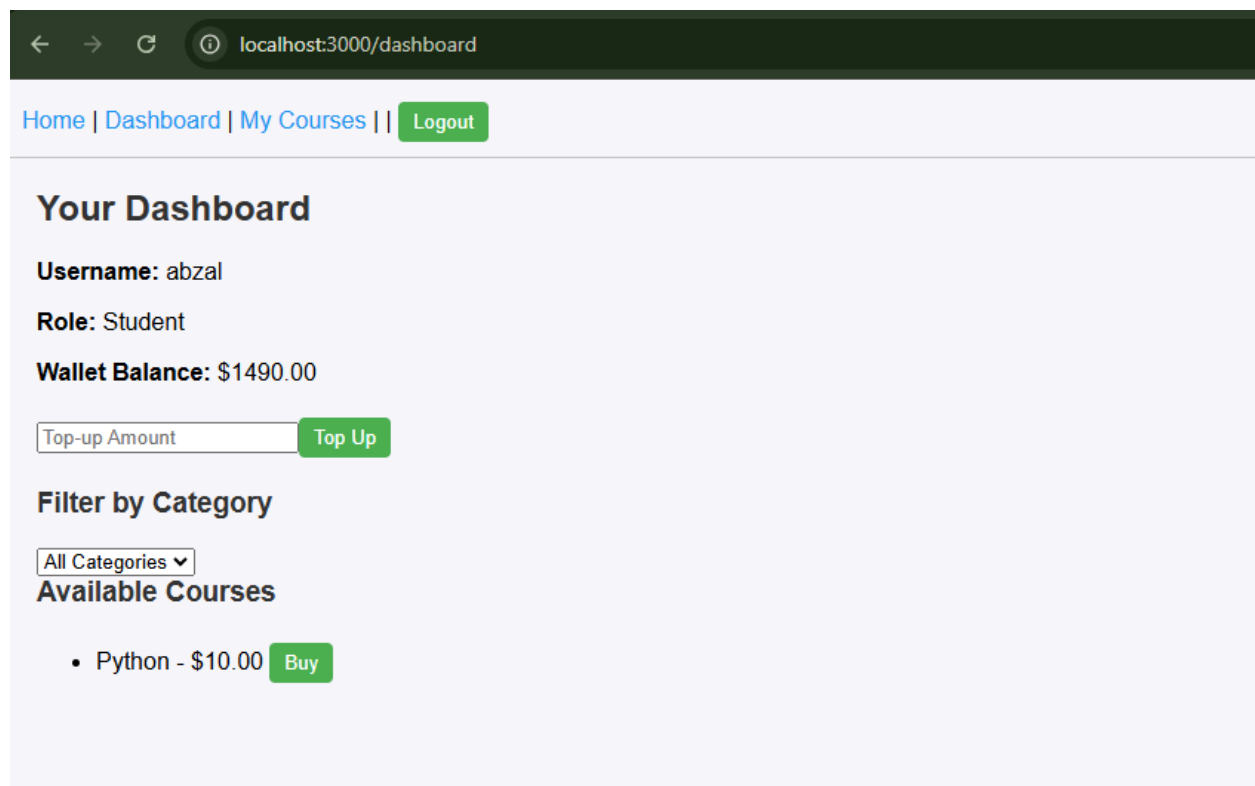 localhost:3000/dashboard
Home | Dashboard | My Courses | | Logout
Your Dashboard
Username: abzal
Role: Student
Wallet Balance: $1490.00
Top-up Amount Top Up
Filter by Category
All Categories
Available Courses
• Python - $10.00 Buy